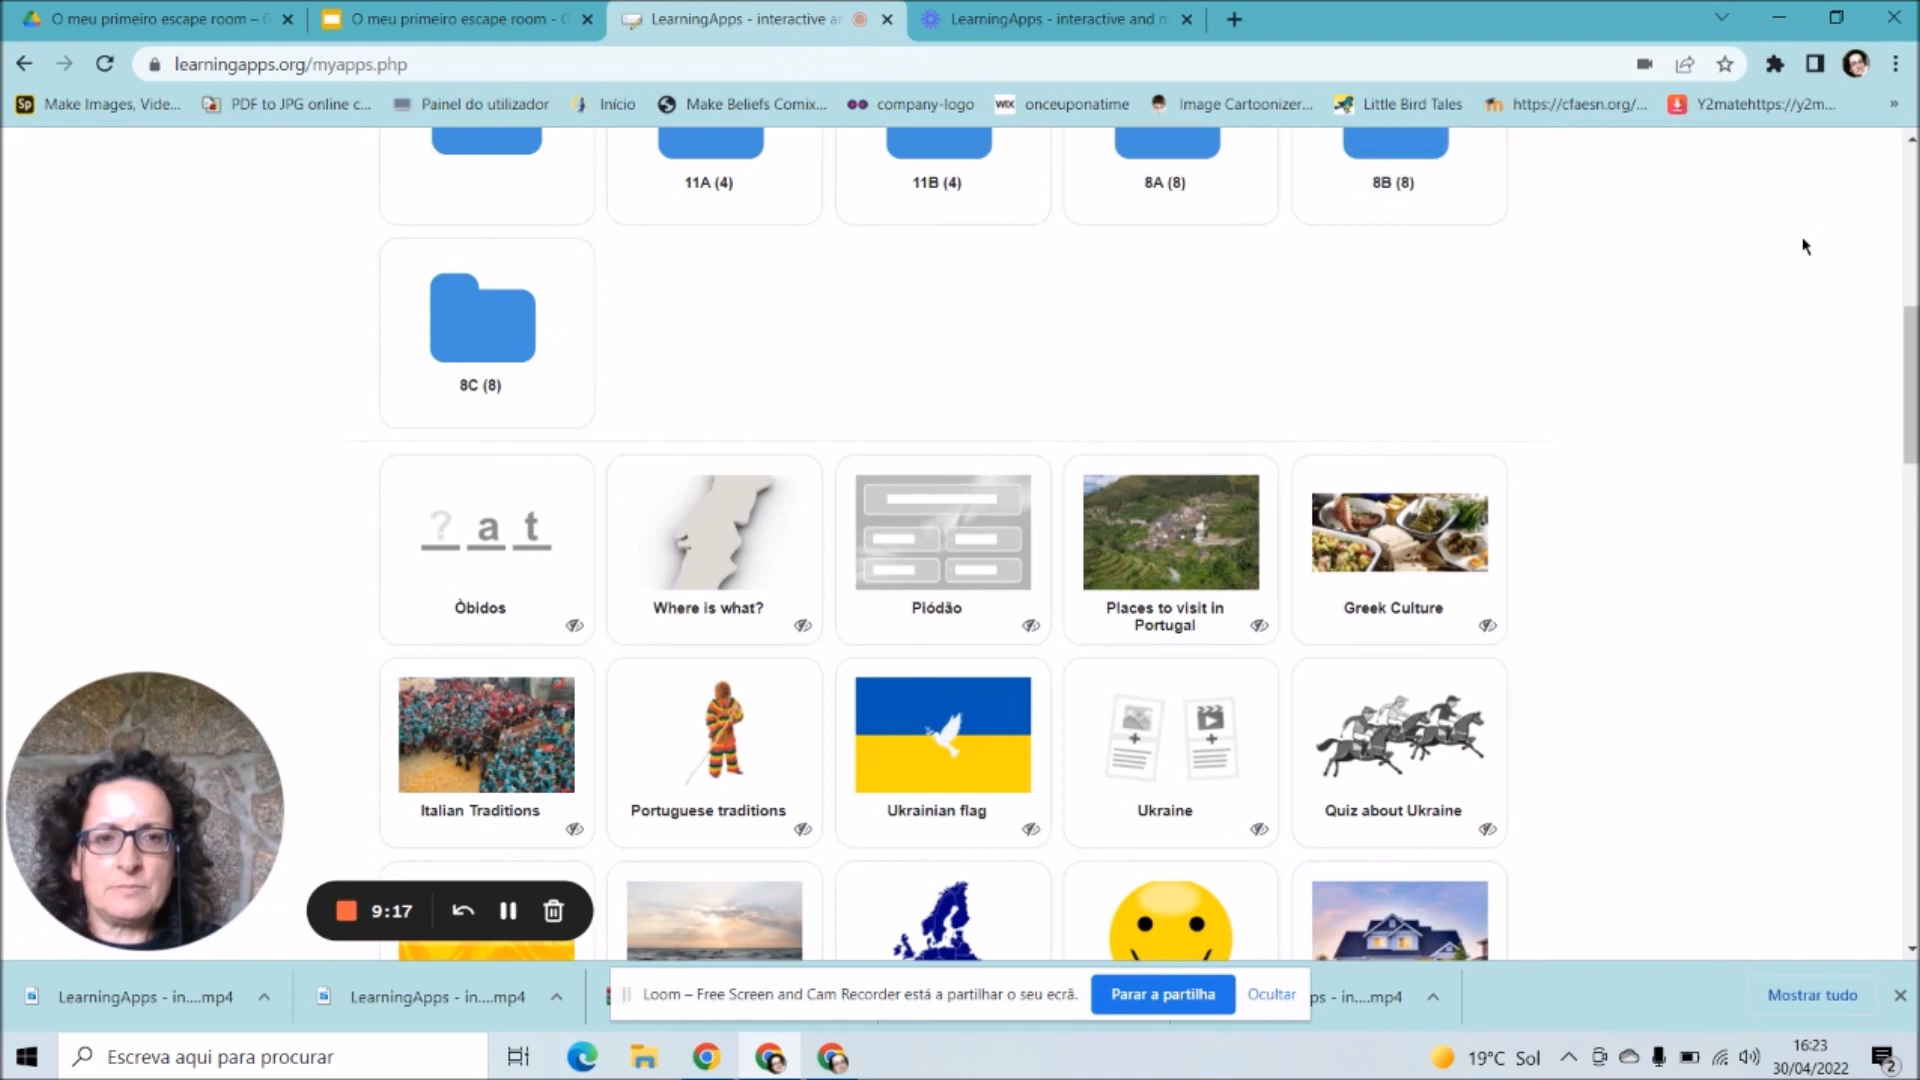 O meu primeiro escape room –
O meu primeiro escape room -
LearningApps - interactive a
LearningApps - interactive and
learningapps.org/myapps.php
Make Images, Vide...
PDF to JPG online c...
Painel do utilizador
Início
Make Beliefs Comix...
company-logo
WIX onceuponatime
Image Cartoonizer...
Little Bird Tales
https://cfaesn.org/...
Y2matehttps://y2m...
11A (4)
11B (4)
8A (8)
8B (8)
8C (8)
? a t
Òbidos
Where is what?
Piódão
Places to visit in
Portugal
Greek Culture
Italian Traditions
Portuguese traditions
Ukrainian flag
Ukraine
Quiz about Ukraine
9:17
LearningApps - in....mp4
LearningApps - in....mp4
Loom – Free Screen and Cam Recorder está a partilhar o seu ecrã.
Parar a partilha
Ocultar
ps - in....mp4
Mostrar tudo
Escreva aqui para procurar
19°C Sol
16:23
30/04/2022
2